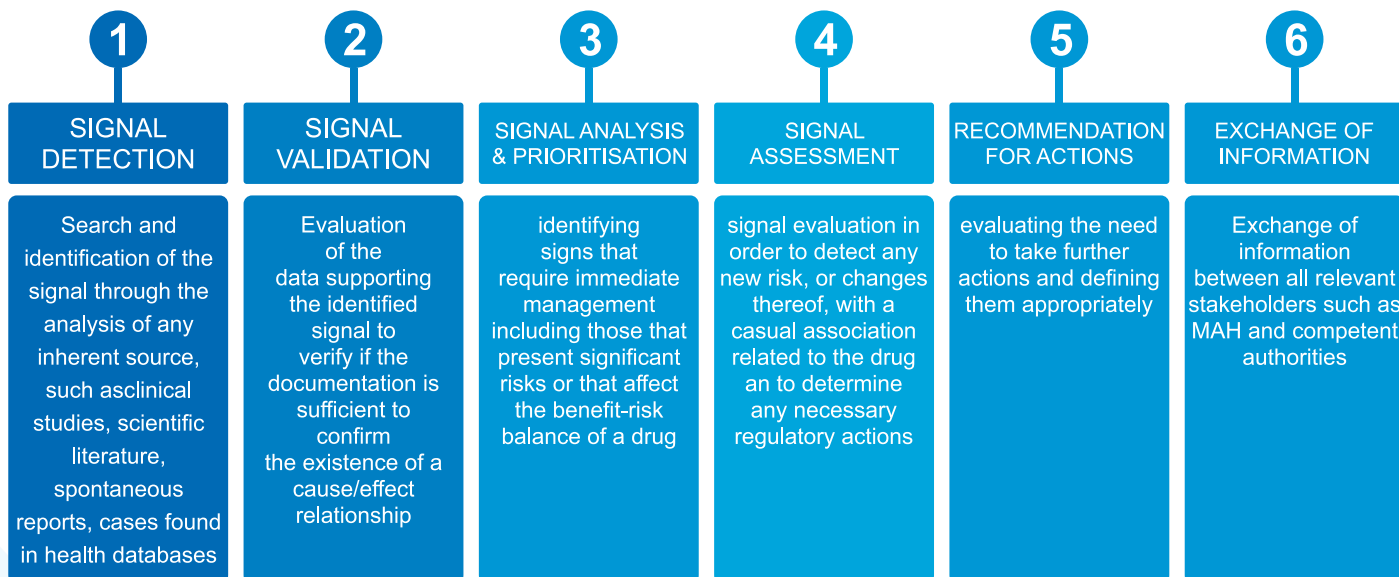 1
SIGNAL
DETECTION
Search and
identification of the
signal through the
analysis of any
inherent source,
such asclinical
studies, scientific
literature,
spontaneous
reports, cases found
in health databases
2
SIGNAL
VALIDATION
Evaluation
of the
data supporting
the identified
signal to
verify if the
documentation is
sufficient to
confirm
the existence of a
cause/effect
relationship
3
SIGNAL ANALYSIS
& PRIORITISATION
identifying
signs that
require immediate
management
including those that
present significant
risks or that affect
the benefit-risk
balance of a drug
4
SIGNAL
ASSESSMENT
signal evaluation in
order to detect any
new risk, or changes
thereof, with a
casual association
related to the drug
an to determine
any necessary
regulatory actions
5
RECOMMENDATION
FOR ACTIONS
evaluating the need
to take further
actions and defining
them appropriately
6
EXCHANGE OF
INFORMATION
Exchange of
information
between all relevant
stakeholders such as
MAH and competent
authorities